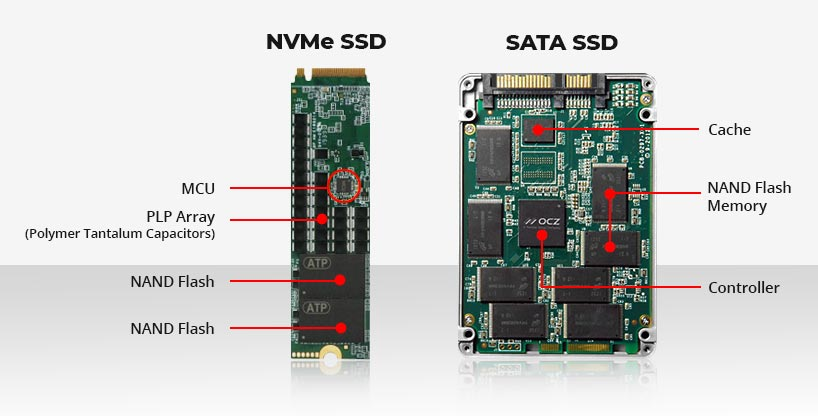 NVMe SSD
SATA SSD
MCU
PLP Array
(Polymer Tantalum Capacitors)
NAND Flash
NAND Flash
ATP
ATP
Cache
NAND Flash
Memory
Controller
OCZ